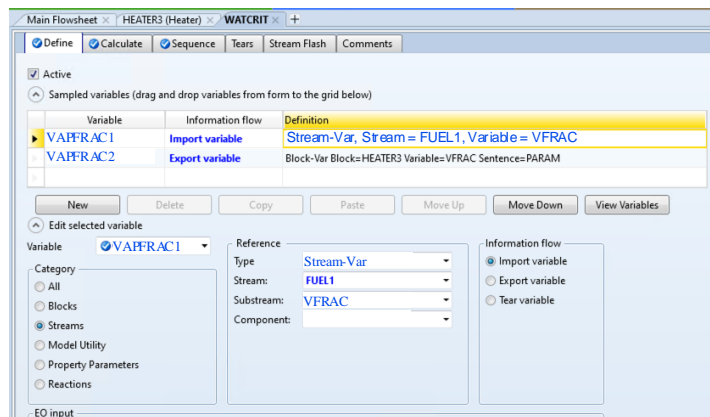 Main Flowsheet × HEATER3 (Heater) × WATCRIT × +
Define Calculate Sequence Tears Stream Flash Comments
Active
Sampled variables (drag and drop variables from form to the grid below)
Variable Information flow Definition
VAPFRAC1 Import variable Stream-Var, Stream = FUEL1, Variable = VFRAC
VAPFRAC2 Export variable Block-Var Block=HEATER3 Variable=VFRAC Sentence=PARAM
New Delete Copy Paste Move Up Move Down View Variables
Edit selected variable
Variable VAPFRAC1
Category
All
Blocks
Streams
Model Utility
Property Parameters
Reactions
Reference
Type Stream-Var
Stream: FUEL1
Substream: VFRAC
Component:
Information flow
Import variable
Export variable
Tear variable
EO input